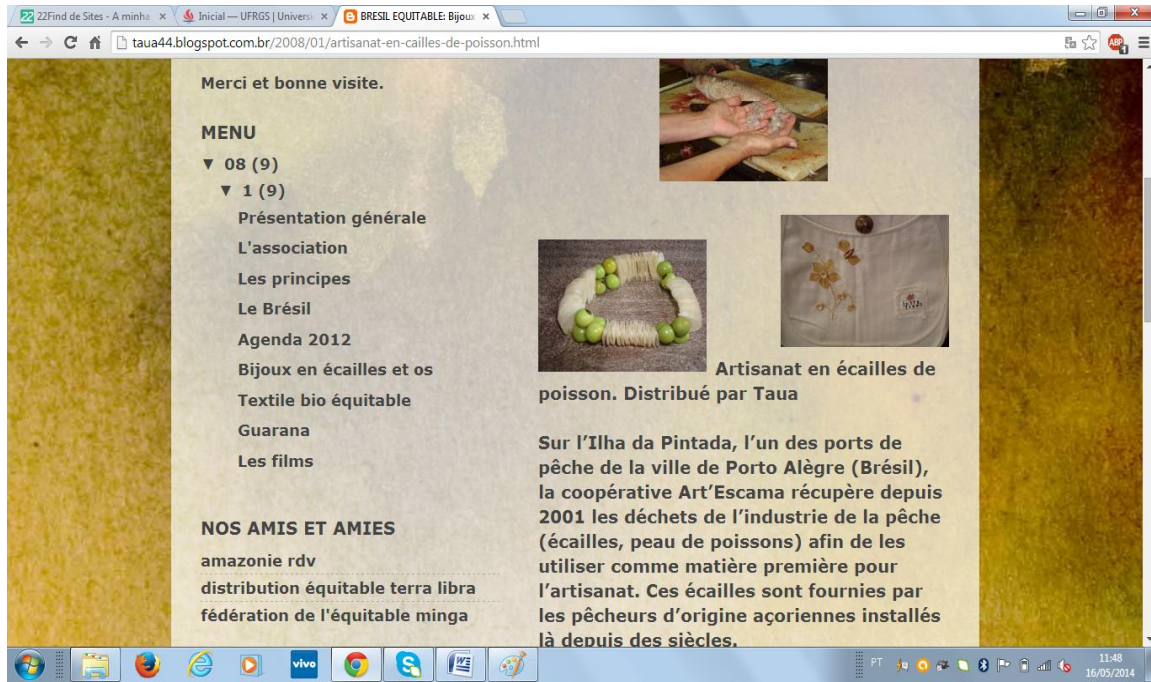 22Find de Sites - A minha
Inicial — UFRGS | Universi
BRESIL EQUITABLE: Bijoux
taua44.blogspot.com.br/2008/01/artisanat-en-cailles-de-poisson.html
ABP
1
Merci et bonne visite.
MENU
▼ 08 (9)
▼ 1 (9)
Présentation générale
L'association
Les principes
Le Brésil
Agenda 2012
Bijoux en écailles et os
Textile bio équitable
Guarana
Les films
NOS AMIS ET AMIES
amazonie rdv
distribution équitable terra libra
fédération de l'équitable minga
Artisanat en écailles de
poisson. Distribué par Taua
Sur l’Ilha da Pintada, l’un des ports de
pêche de la ville de Porto Alègre (Brésil),
la coopérative Art’Escama récupère depuis
2001 les déchets de l’industrie de la pêche
(écailles, peau de poissons) afin de les
utiliser comme matière première pour
l’artisanat. Ces écailles sont fournies par
les pêcheurs d’origine açoriennes installés
là depuis des siècles.
vivo
PT
11:48
16/05/2014